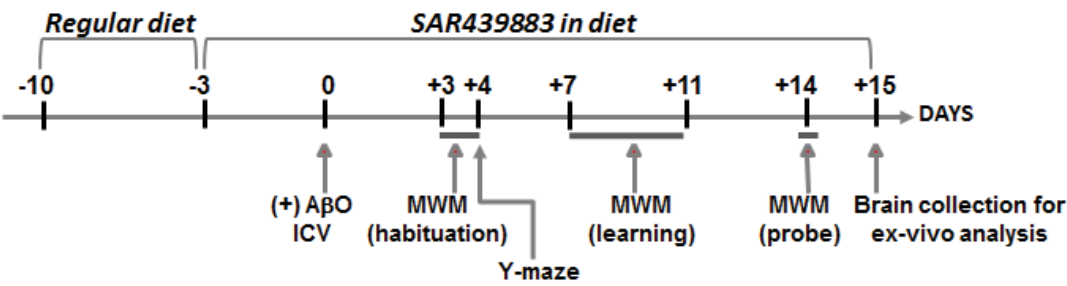 Regular diet SAR439883 in diet
-10 -3 0 +3 +4 +7 +11 +14 +15
DAYS
(+) AβO MWM MWM MWM Brain collection for
ICV (habituation) (learning) (probe) ex-vivo analysis
Y-maze